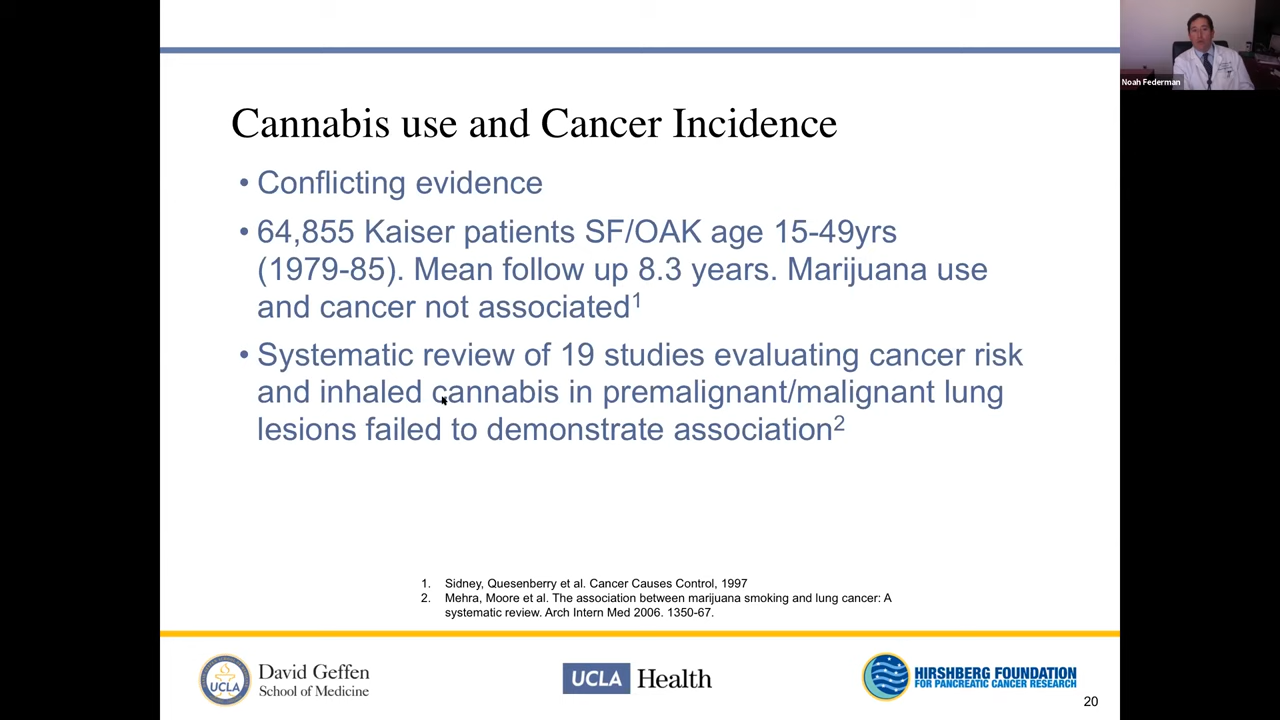 Noah Federman
Cannabis use and Cancer Incidence
• Conflicting evidence
• 64,855 Kaiser patients SF/OAK age 15-49yrs
(1979-85). Mean follow up 8.3 years. Marijuana use
and cancer not associated1
• Systematic review of 19 studies evaluating cancer risk
and inhaled cannabis in premalignant/malignant lung
lesions failed to demonstrate association2
1. Sidney, Quesenberry et al. Cancer Causes Control, 1997
2. Mehra, Moore et al. The association between marijuana smoking and lung cancer: A
systematic review. Arch Intern Med 2006. 1350-67.
UCLA
David Geffen
School of Medicine
UCLA Health
HIRSHBERG FOUNDATION
FOR PANCREATIC CANCER RESEARCH
20